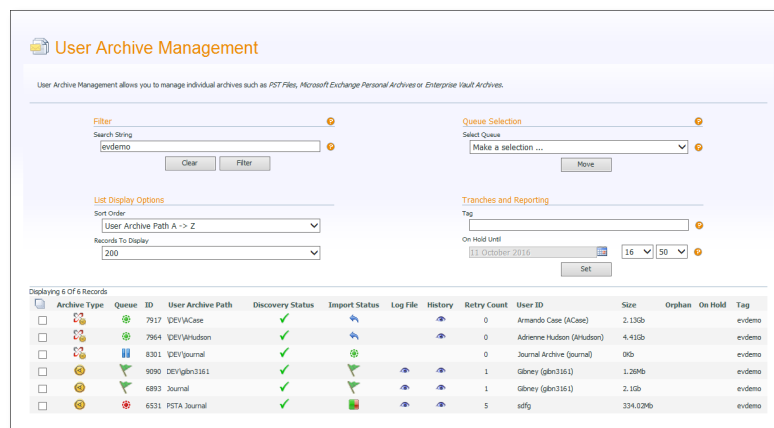 User Archive Management
User Archive Management allows you to manage individual archives such as PST Files, Microsoft Exchange Personal Archives or Enterprise Vault Archives.
Filter
Search String
evdemo
Clear Filter
Queue Selection
Select Queue
Make a selection ...
Move
List Display Options
Sort Order
User Archive Path A -> Z
Records To Display
200
Tranches and Reporting
Tag
On Hold Until
11 October 2016 16 50
Set
Displaying 6 Of 6 Records
Archive Type Queue ID User Archive Path Discovery Status Import Status Log File History Retry Count User ID Size Orphan On Hold Tag
7917 \DEV\ACase 0 Armando Case (ACase) 2.13Gb evdemo
7964 \DEV\AHudson 0 Adrienne Hudson (AHudson) 4.41Gb evdemo
8301 \DEV\journal 0 Journal Archive (journal) 0Kb evdemo
9090 DEV\gibn3161 1 Gibney (gibn3161) 1.26Mb evdemo
6893 Journal 1 Gibney (gibn3161) 2.1Gb evdemo
6531 PSTA Journal 5 sdfg 334.02Mb evdemo